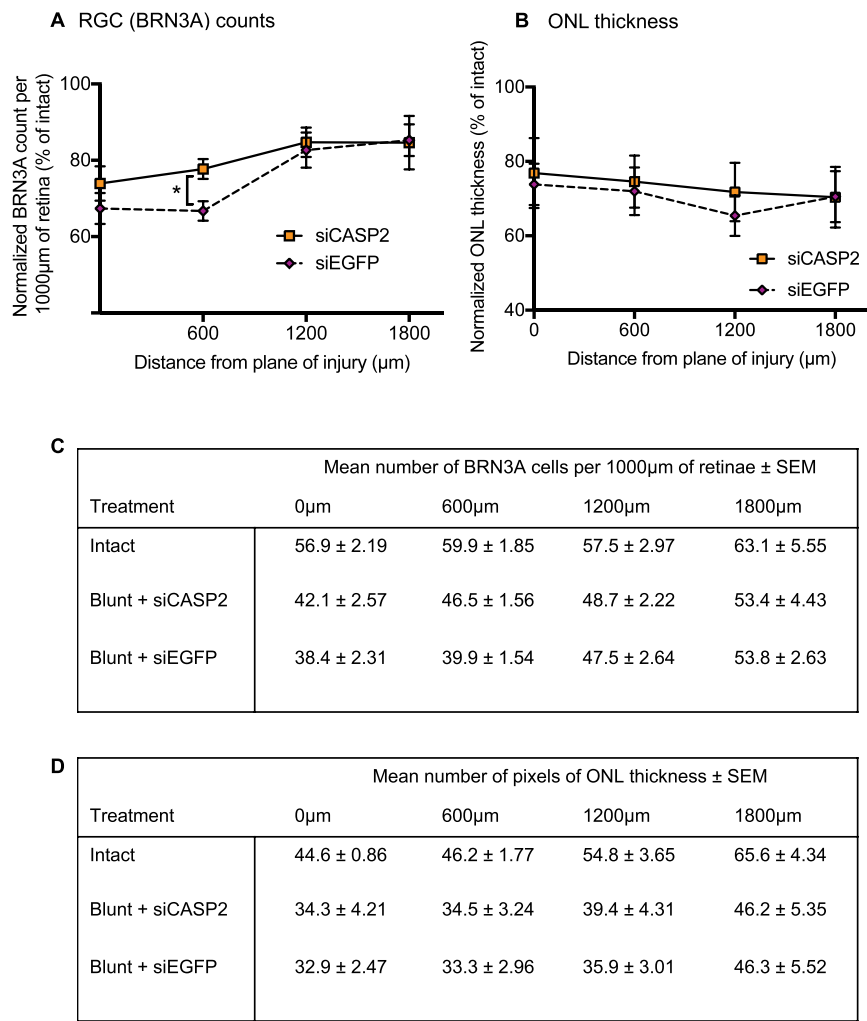 A RGC (BRN3A) counts
Normalized BRN3A count per
1000µm of retina (% of intact)
100
80
60
*
siCASP2
siEGFP
600 1200 1800
Distance from plane of injury (µm)
B ONL thickness
Normalized ONL thickness (% of intact)
100
80
60
40
siCASP2
siEGFP
0 600 1200 1800
Distance from plane of injury (µm)
C
Mean number of BRN3A cells per 1000µm of retinae ± SEM
Treatment 0µm 600µm 1200µm 1800µm
Intact 56.9 ± 2.19 59.9 ± 1.85 57.5 ± 2.97 63.1 ± 5.55
Blunt + siCASP2 42.1 ± 2.57 46.5 ± 1.56 48.7 ± 2.22 53.4 ± 4.43
Blunt + siEGFP 38.4 ± 2.31 39.9 ± 1.54 47.5 ± 2.64 53.8 ± 2.63
D
Mean number of pixels of ONL thickness ± SEM
Treatment 0µm 600µm 1200µm 1800µm
Intact 44.6 ± 0.86 46.2 ± 1.77 54.8 ± 3.65 65.6 ± 4.34
Blunt + siCASP2 34.3 ± 4.21 34.5 ± 3.24 39.4 ± 4.31 46.2 ± 5.35
Blunt + siEGFP 32.9 ± 2.47 33.3 ± 2.96 35.9 ± 3.01 46.3 ± 5.52